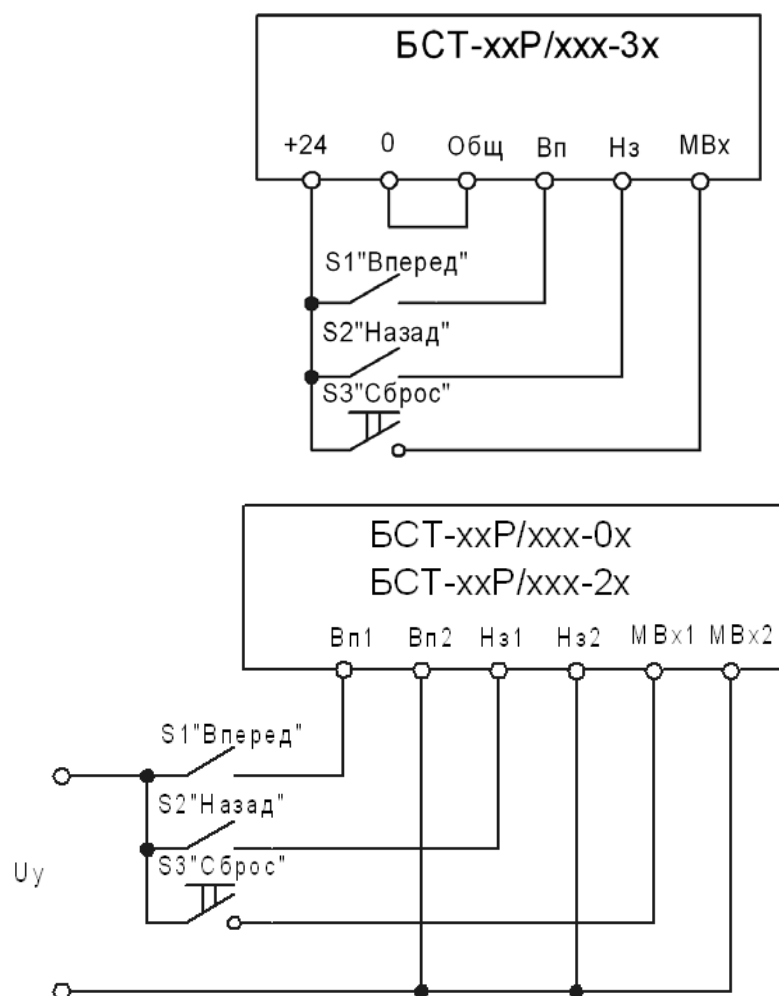 БСТ-ххР/ххх-3х
+24 0 Общ Вп Нз МВх
S1"Вперед"
S2"Назад"
S3"Сброс"
БСТ-ххР/ххх-0х
БСТ-ххР/ххх-2х
Вп1 Вп2 Нз1 Нз2 МВх1 МВх2
S1"Вперед"
S2"Назад"
S3"Сброс"
Uу